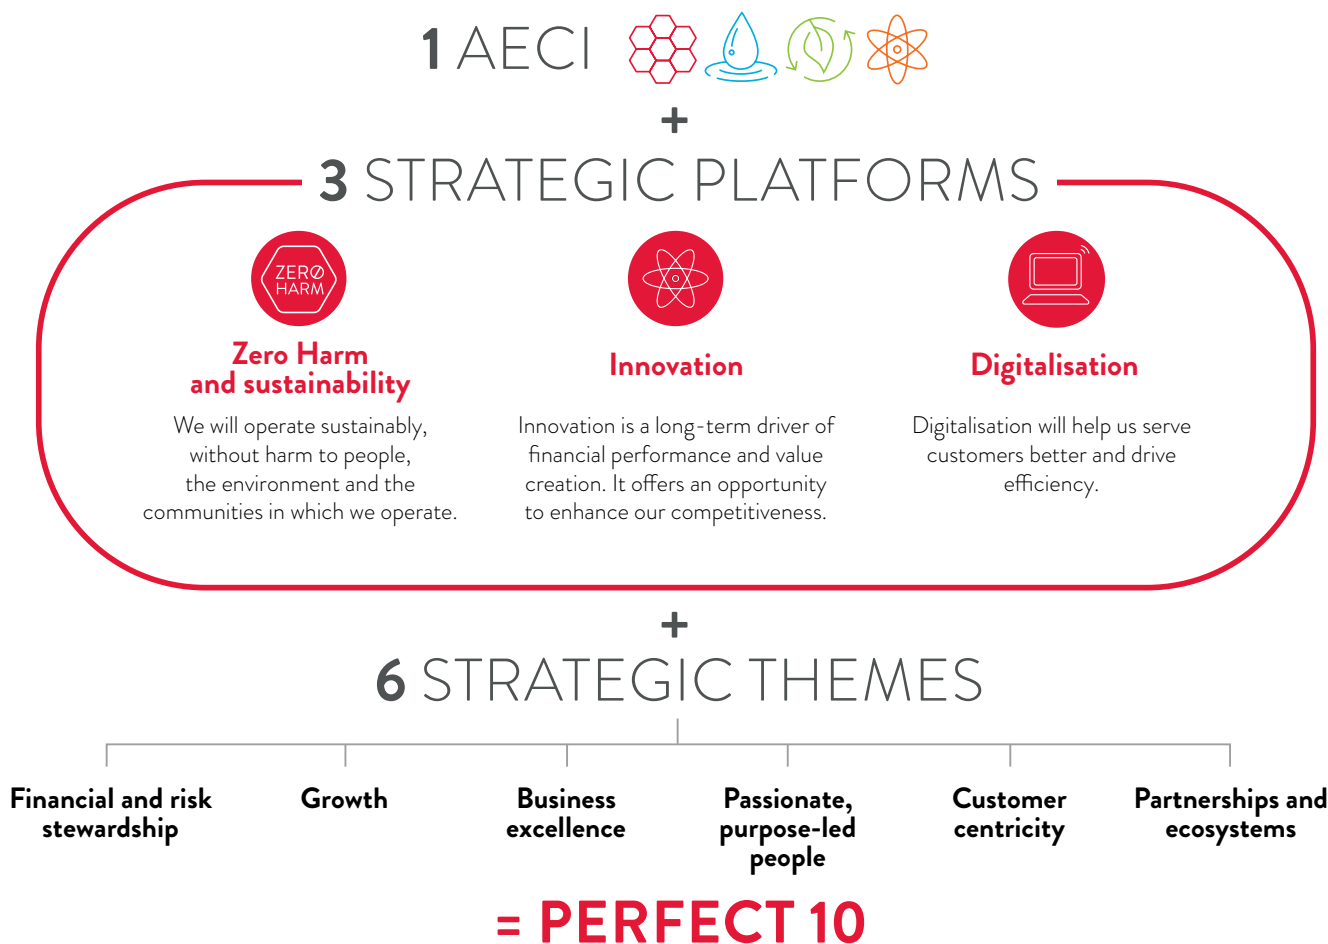 1 AECI
+
3 STRATEGIC PLATFORMS
ZERO
HARM
Zero Harm
and sustainability
We will operate sustainably,
without harm to people,
the environment and the
communities in which we operate.
Innovation
Innovation is a long-term driver of
financial performance and value
creation. It offers an opportunity
to enhance our competitiveness.
Digitalisation
Digitalisation will help us serve
customers better and drive
efficiency.
+
6 STRATEGIC THEMES
Financial and risk
stewardship
Growth
Business
excellence
Passionate,
purpose-led
people
Customer
centricity
Partnerships and
ecosystems
= PERFECT 10